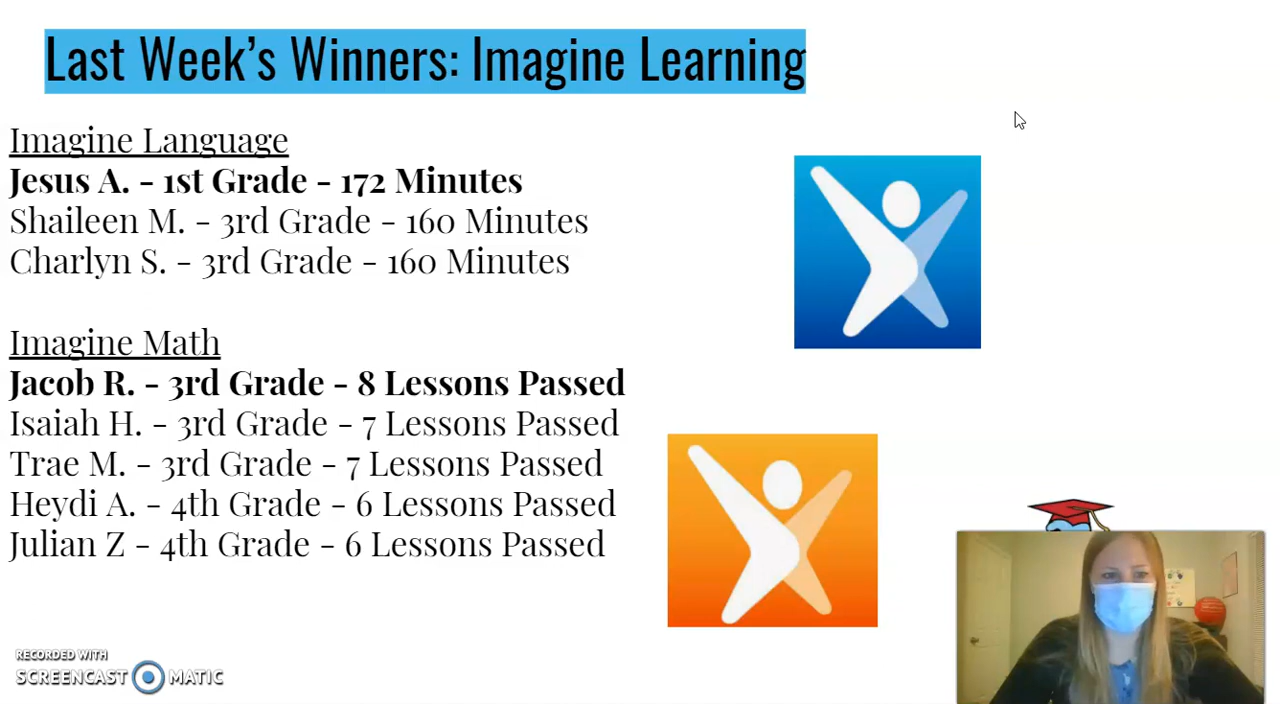 Last Week's Winners: Imagine Learning
Imagine Language
Jesus A. - 1st Grade - 172 Minutes
Shaileen M. - 3rd Grade - 160 Minutes
Charlyn S. - 3rd Grade - 160 Minutes
Imagine Math
Jacob R. - 3rd Grade - 8 Lessons Passed
Isaiah H. - 3rd Grade - 7 Lessons Passed
Trae M. - 3rd Grade - 7 Lessons Passed
Heydi A. - 4th Grade - 6 Lessons Passed
Julian Z - 4th Grade - 6 Lessons Passed
RECORDED WITH
SCREENCAST MATIC